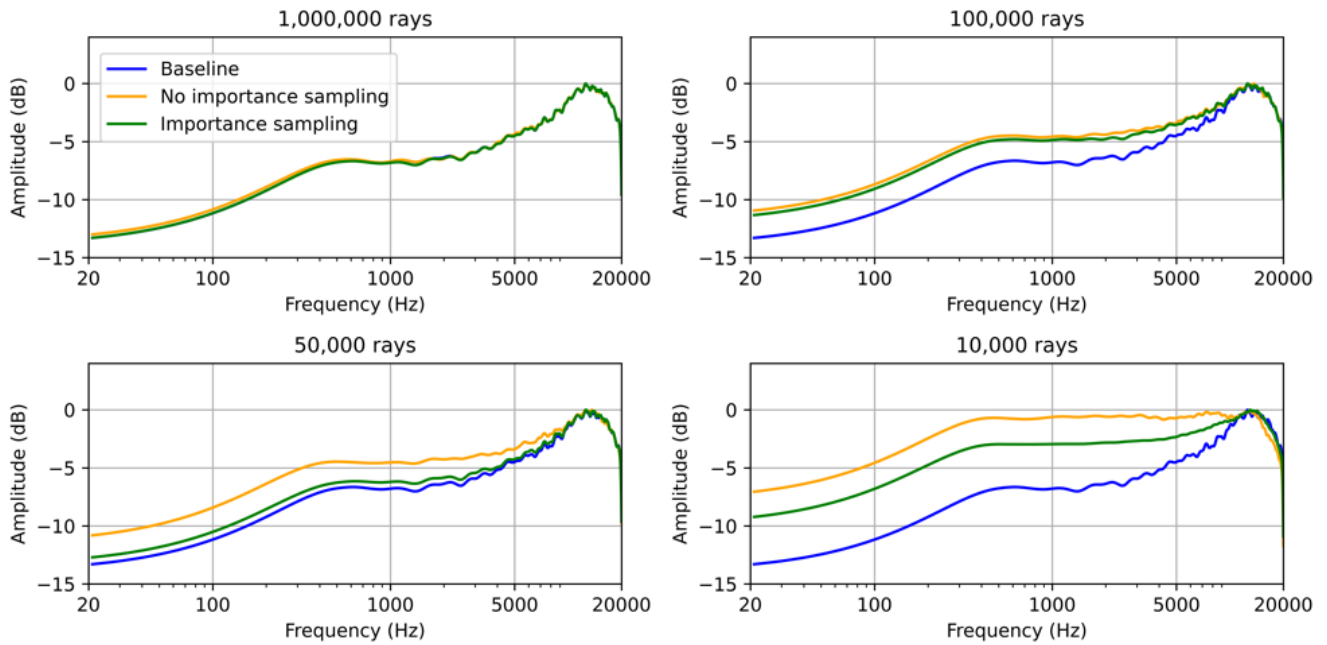 1,000,000 rays
Baseline
No importance sampling
Importance sampling
Amplitude (dB)
0
−5
−10
−15
20 100 1000 5000 20000
Frequency (Hz)
100,000 rays
Amplitude (dB)
0
−5
−10
−15
20 100 1000 5000 20000
Frequency (Hz)
50,000 rays
Amplitude (dB)
0
−5
−10
−15
20 100 1000 5000 20000
Frequency (Hz)
10,000 rays
Amplitude (dB)
0
−5
−10
−15
20 100 1000 5000 20000
Frequency (Hz)